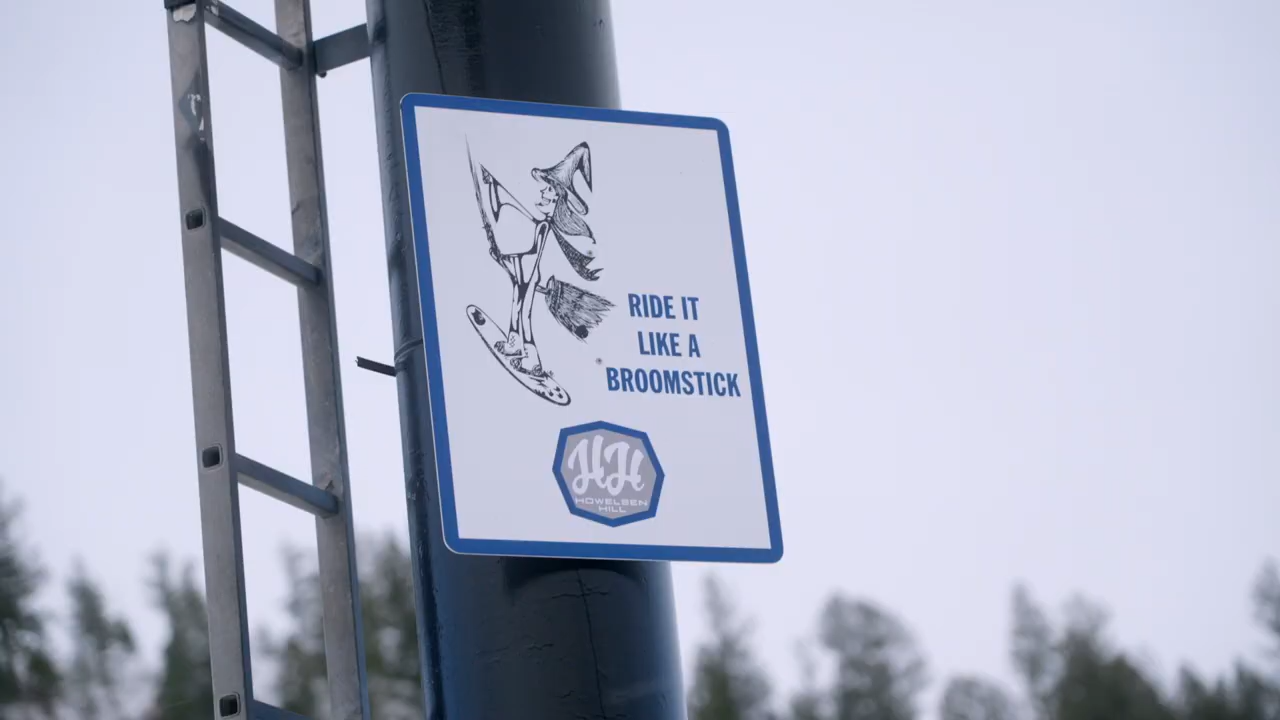 RIDE IT
LIKE A
BROOMSTICK
HH
HOWELSEN
HILL